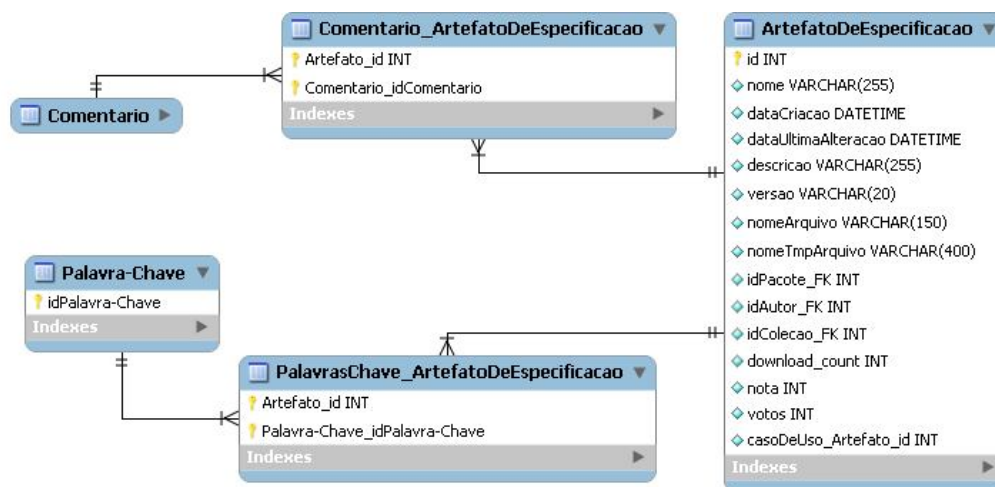 Comentario_ArtefatoDeEspecificacao
Artefato_id INT
Comentario_idComentario
Indexes
Comentario
ArtefatoDeEspecificacao
id INT
nome VARCHAR(255)
dataCriacao DATETIME
dataUltimaAlteracao DATETIME
descricao VARCHAR(255)
versao VARCHAR(20)
nomeArquivo VARCHAR(150)
nomeTmpArquivo VARCHAR(400)
idPacote_FK INT
idAutor_FK INT
idColecao_FK INT
download_count INT
nota INT
votos INT
casoDeUso_Artefato_id INT
Indexes
Palavra-Chave
idPalavra-Chave
Indexes
PalavrasChave_ArtefatoDeEspecificacao
Artefato_id INT
Palavra-Chave_idPalavra-Chave
Indexes